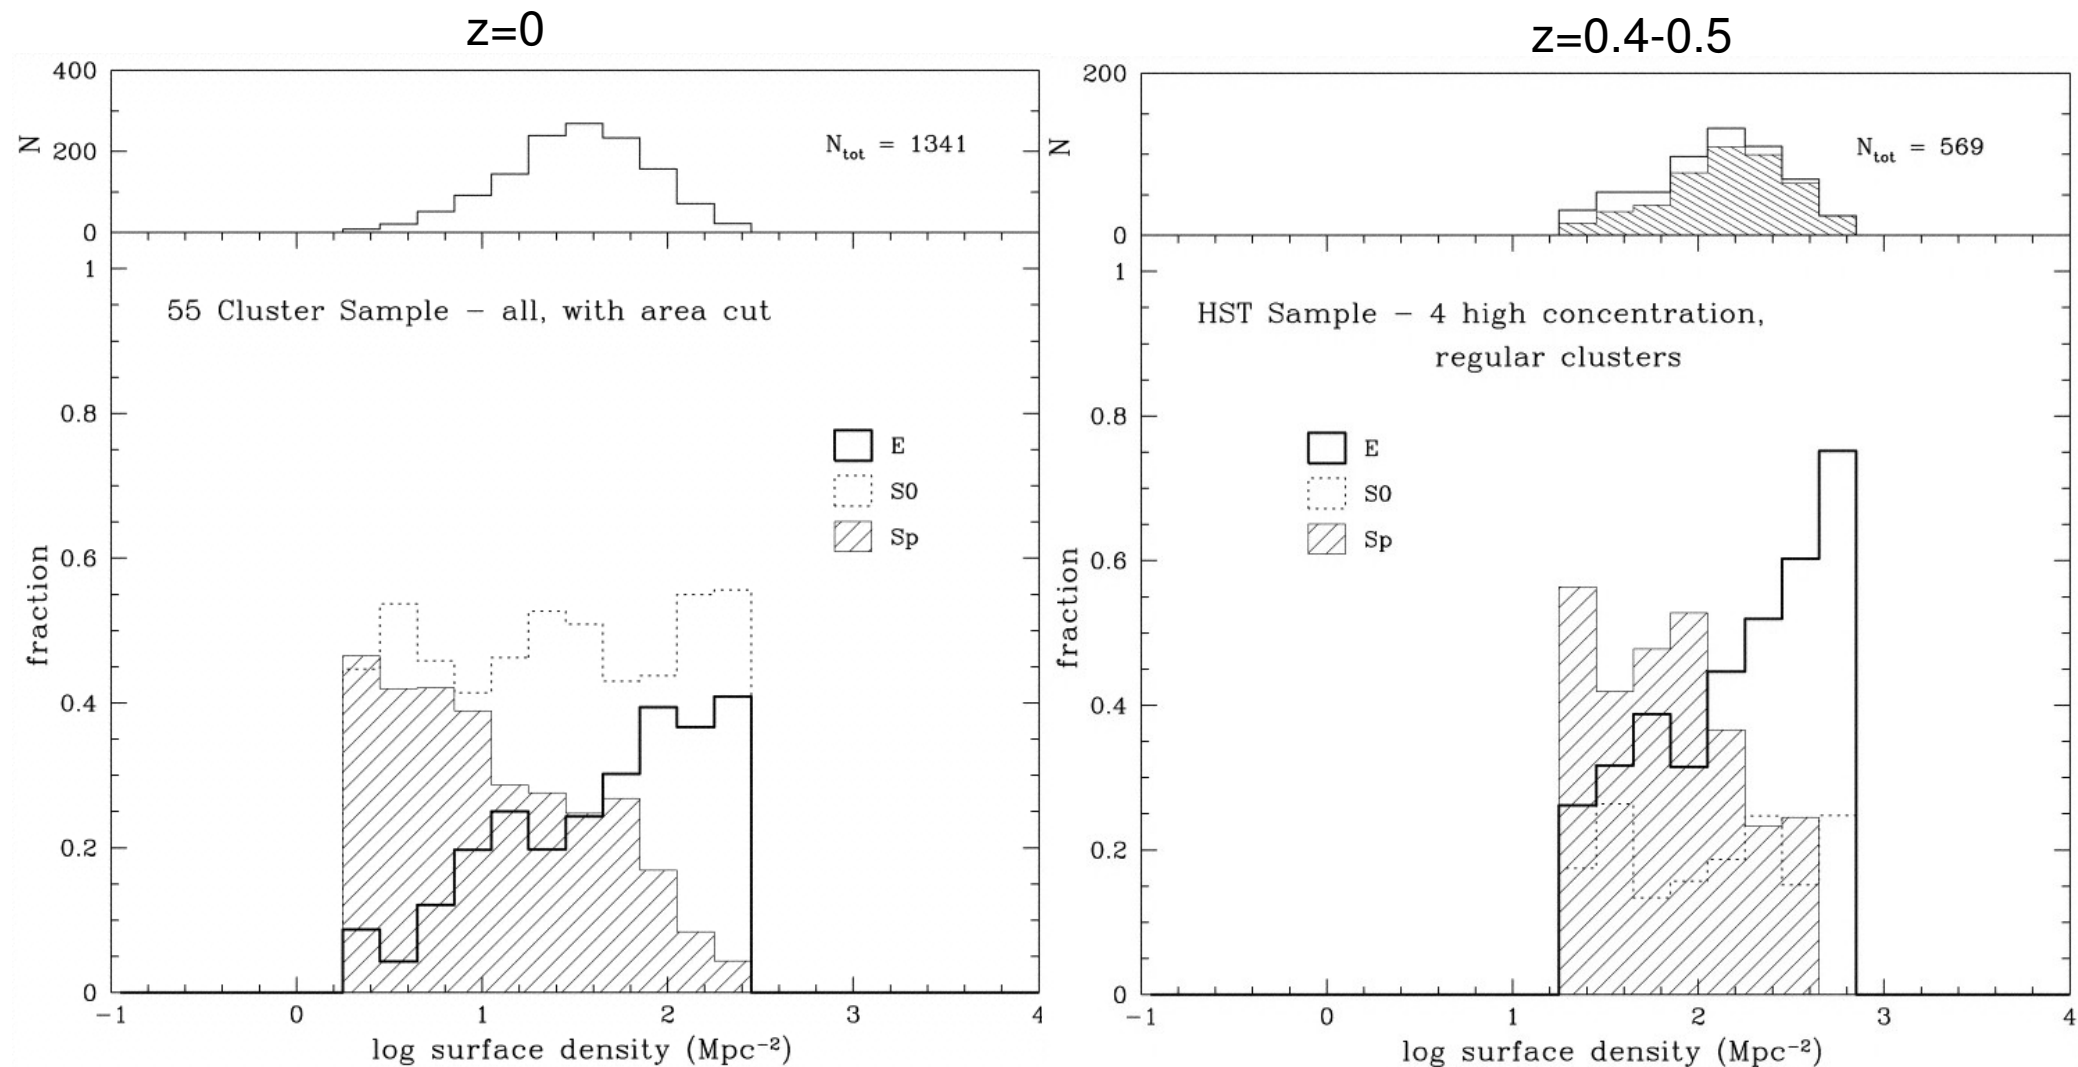 z=0
400
200
0
N
N_tot = 1341
1
0.8
0.6
0.4
0.2
0
fraction
55 Cluster Sample − all, with area cut
E
S0
Sp
−1
0
1
2
3
4
log surface density (Mpc⁻²)
z=0.4-0.5
200
0
N
N_tot = 569
1
0.8
0.6
0.4
0.2
0
fraction
HST Sample − 4 high concentration,
regular clusters
E
S0
Sp
−1
0
1
2
3
4
log surface density (Mpc⁻²)